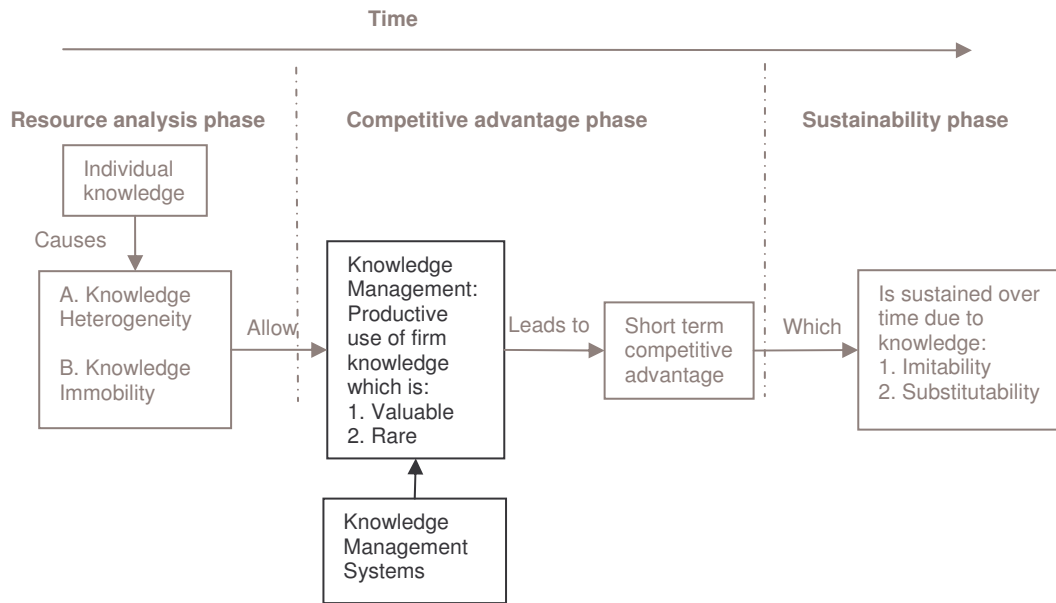 Time
Resource analysis phase
Competitive advantage phase
Sustainability phase
Individual
knowledge
Causes
A. Knowledge
Heterogeneity
B. Knowledge
Immobility
Allow
Knowledge
Management:
Productive
use of firm
knowledge
which is:
1. Valuable
2. Rare
Knowledge
Management
Systems
Leads to
Short term
competitive
advantage
Which
Is sustained over
time due to
knowledge:
1. Imitability
2. Substitutability